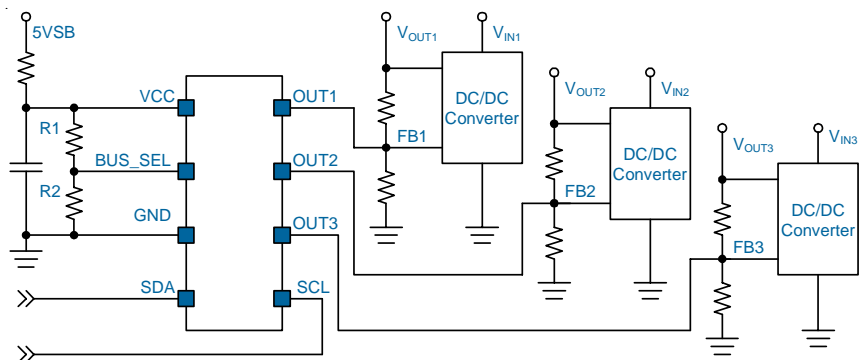 5VSB
VOUT1
VIN1
VCC
OUT1
DC/DC
Converter
VOUT2
VIN2
R1
FB1
DC/DC
Converter
VOUT3
VIN3
BUS_SEL
OUT2
R2
FB2
DC/DC
Converter
GND
OUT3
FB3
SDA
SCL